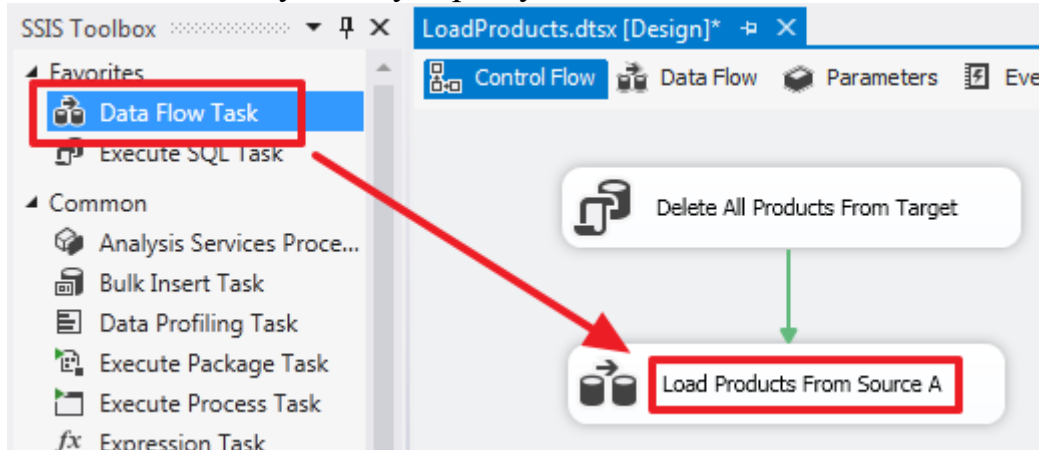 SSIS Toolbox
Favorites
Data Flow Task
Execute SQL Task
Common
Analysis Services Proce...
Bulk Insert Task
Data Profiling Task
Execute Package Task
Execute Process Task
fx Expression Task
LoadProducts.dtsx [Design]*
Control Flow Data Flow Parameters Eve
Delete All Products From Target
Load Products From Source A